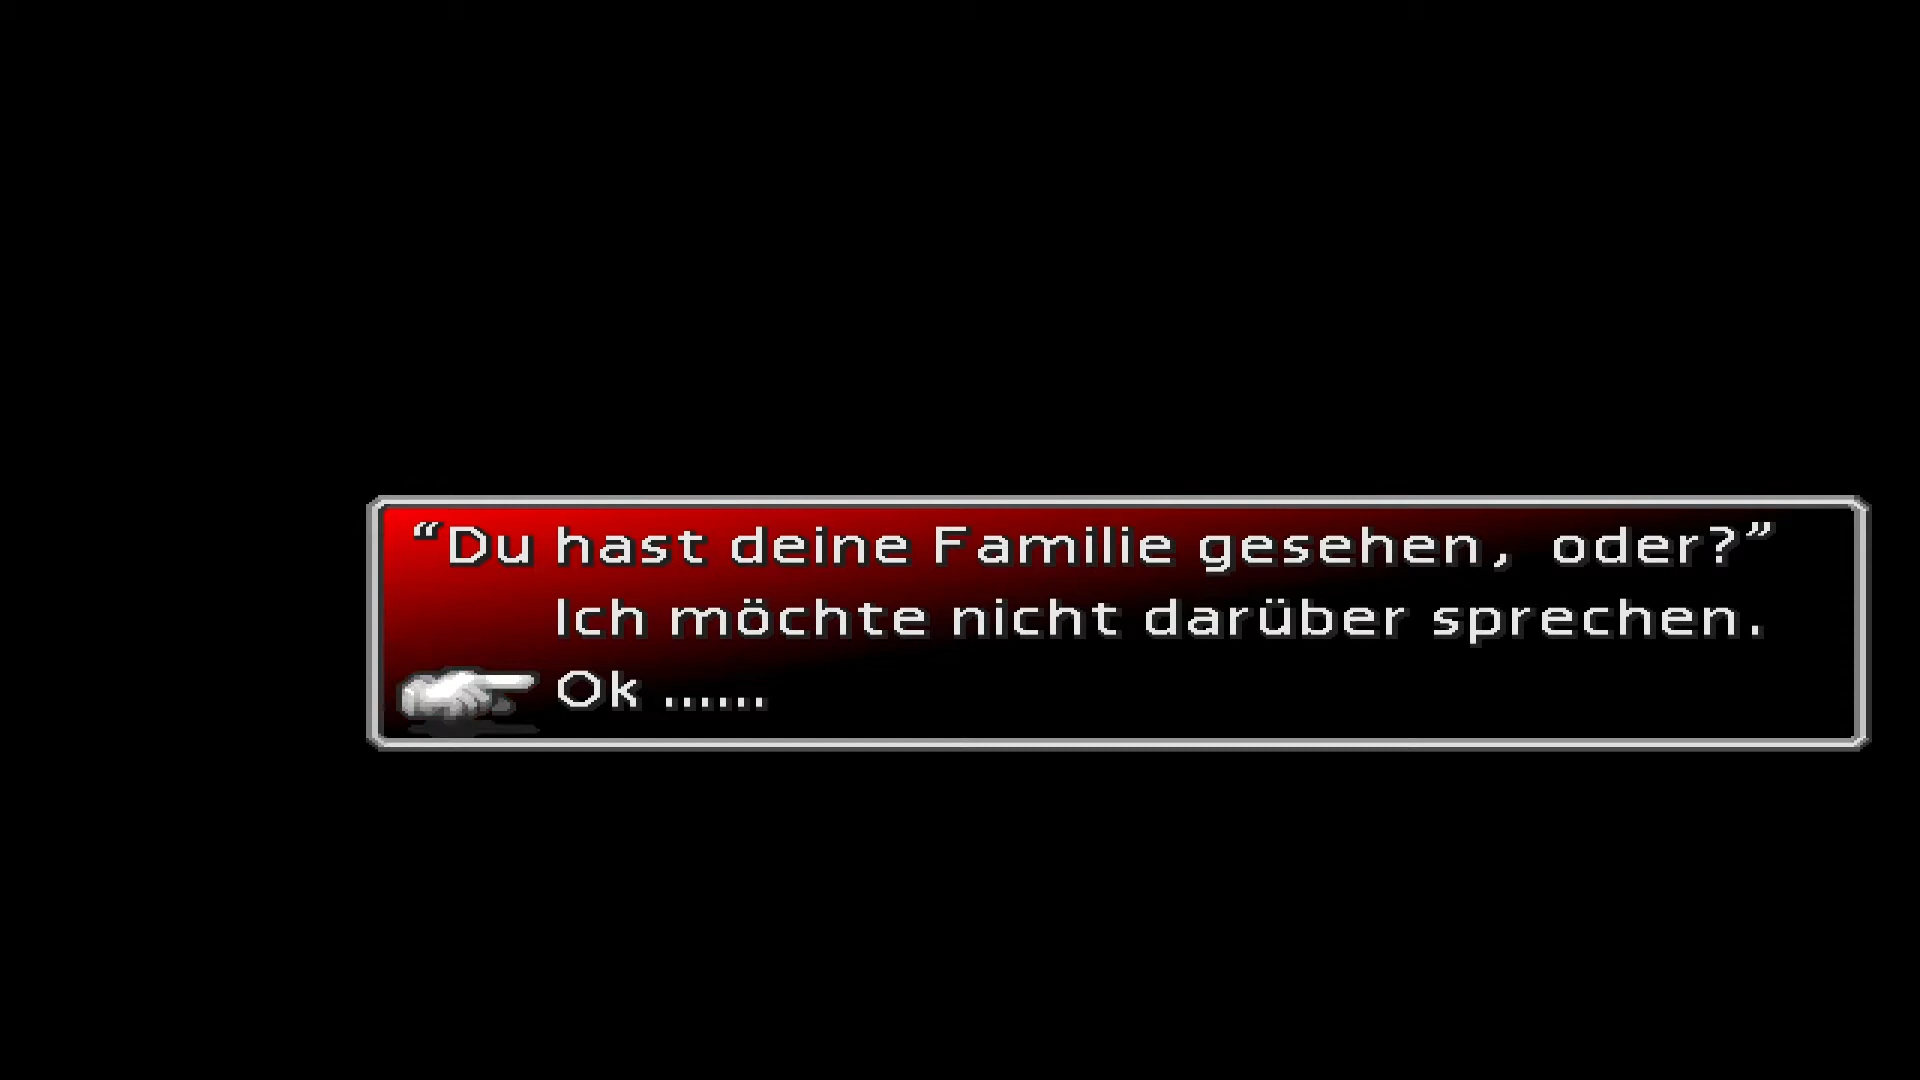 “Du hast deine Familie gesehen, oder?”
Ich möchte nicht darüber sprechen.
Ok ......